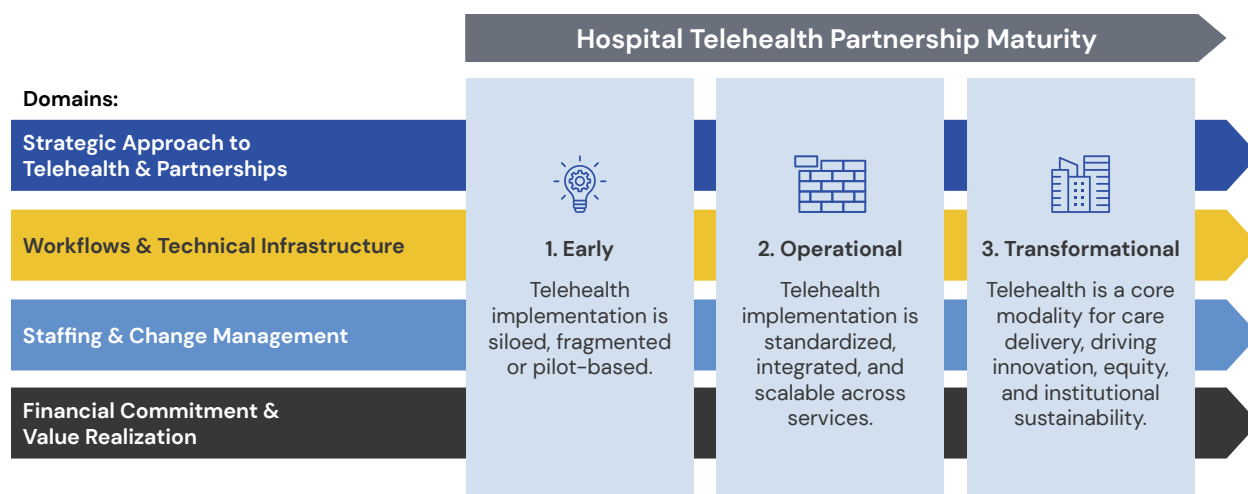 Hospital Telehealth Partnership Maturity
Domains:
Strategic Approach to
Telehealth & Partnerships
Workflows & Technical Infrastructure
Staffing & Change Management
Financial Commitment &
Value Realization
1. Early
Telehealth
implementation is
siloed, fragmented
or pilot-based.
2. Operational
Telehealth
implementation is
standardized,
integrated, and
scalable across
services.
3. Transformational
Telehealth is a core
modality for care
delivery, driving
innovation, equity,
and institutional
sustainability.